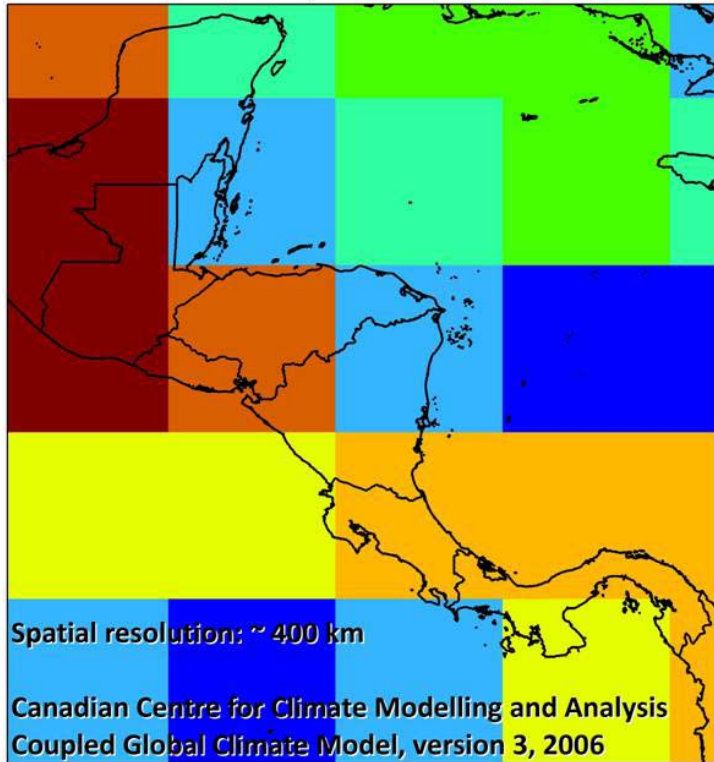 Spatial resolution: ~ 400 km
Canadian Centre for Climate Modelling and Analysis
Coupled Global Climate Model, version 3, 2006